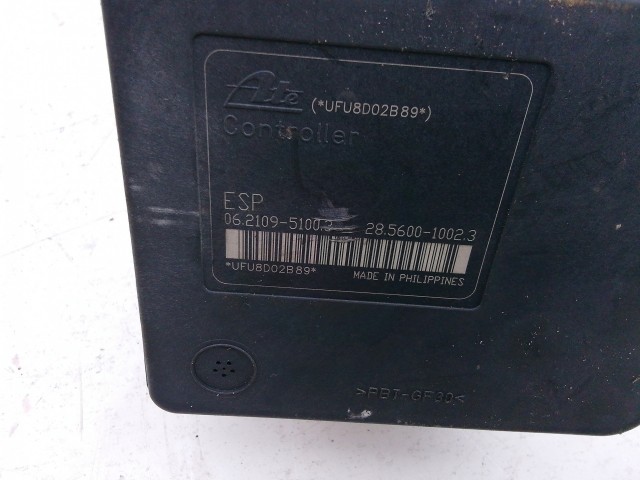 Ate (*UFU8D02B89*)
Controller
ESP
06.2109-5100.3 28.5600-1002.3
*UFU8D02B89*
MADE IN PHILIPPINES
>PBT-GF30<